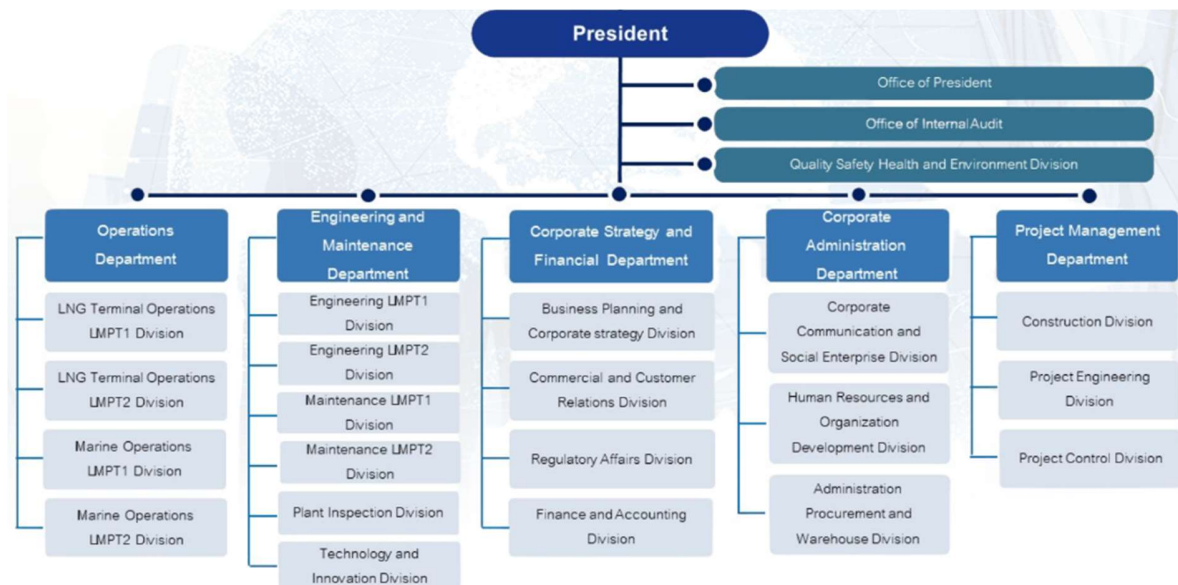 President
Office of President
Office of Internal Audit
Quality Safety Health and Environment Division
Operations
Department
LNG Terminal Operations
LMPT1 Division
LNG Terminal Operations
LMPT2 Division
Marine Operations
LMPT1 Division
Marine Operations
LMPT2 Division
Engineering and
Maintenance
Department
Engineering LMPT1
Division
Engineering LMPT2
Division
Maintenance LMPT1
Division
Maintenance LMPT2
Division
Plant Inspection Division
Technology and
Innovation Division
Corporate Strategy and
Financial Department
Business Planning and
Corporate strategy Division
Commercial and Customer
Relations Division
Regulatory Affairs Division
Finance and Accounting
Division
Corporate
Administration
Department
Corporate
Communication and
Social Enterprise Division
Human Resources and
Organization
Development Division
Administration
Procurement and
Warehouse Division
Project Management
Department
Construction Division
Project Engineering
Division
Project Control Division